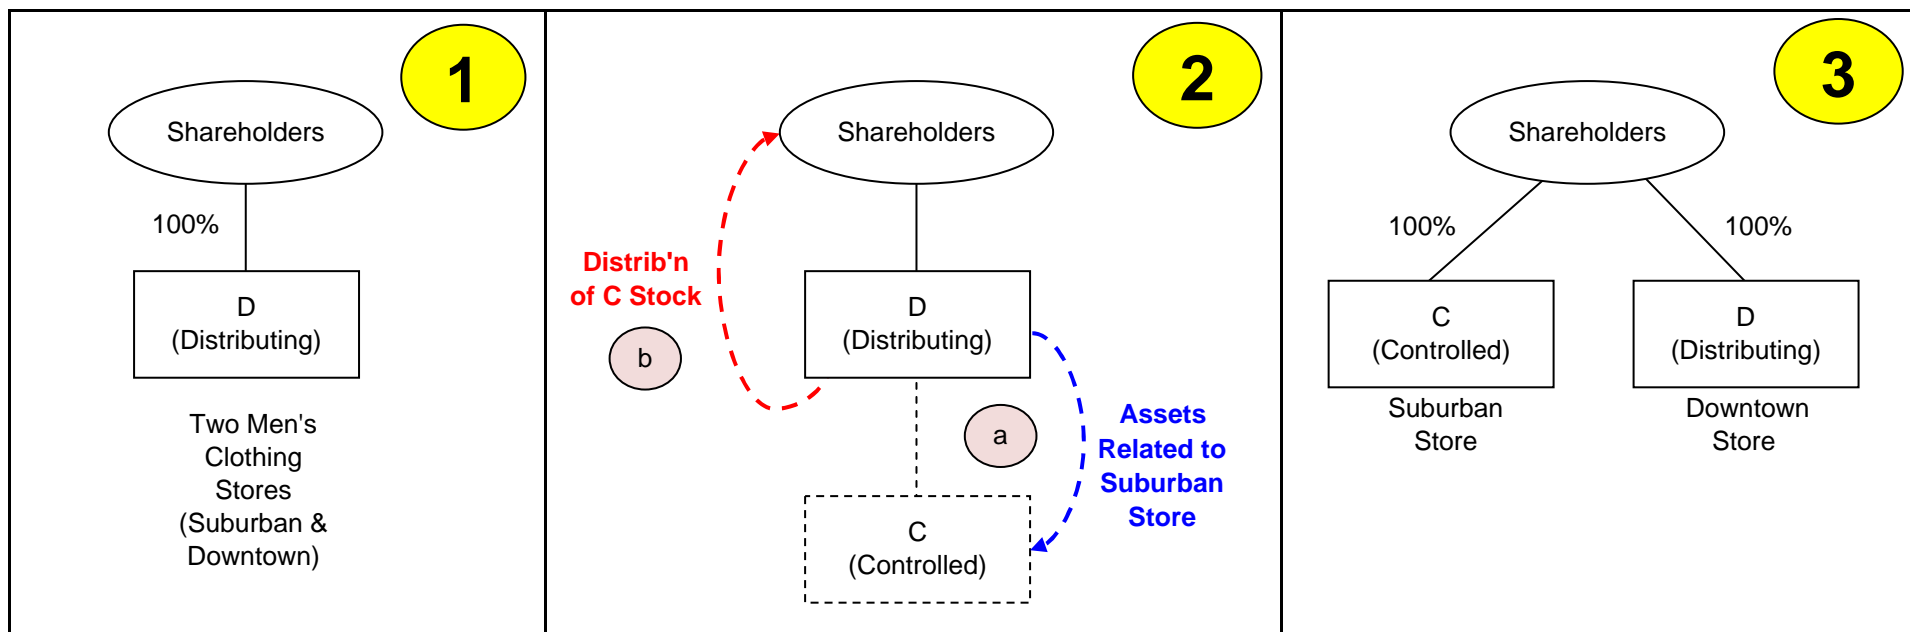 1
Shareholders
100%
D
(Distributing)
Two Men's
Clothing
Stores
(Suburban &
Downtown)
2
Shareholders
Distrib'n
of C Stock
b
D
(Distributing)
a
Assets
Related to
Suburban
Store
C
(Controlled)
3
Shareholders
100%
100%
C
(Controlled)
D
(Distributing)
Suburban
Store
Downtown
Store